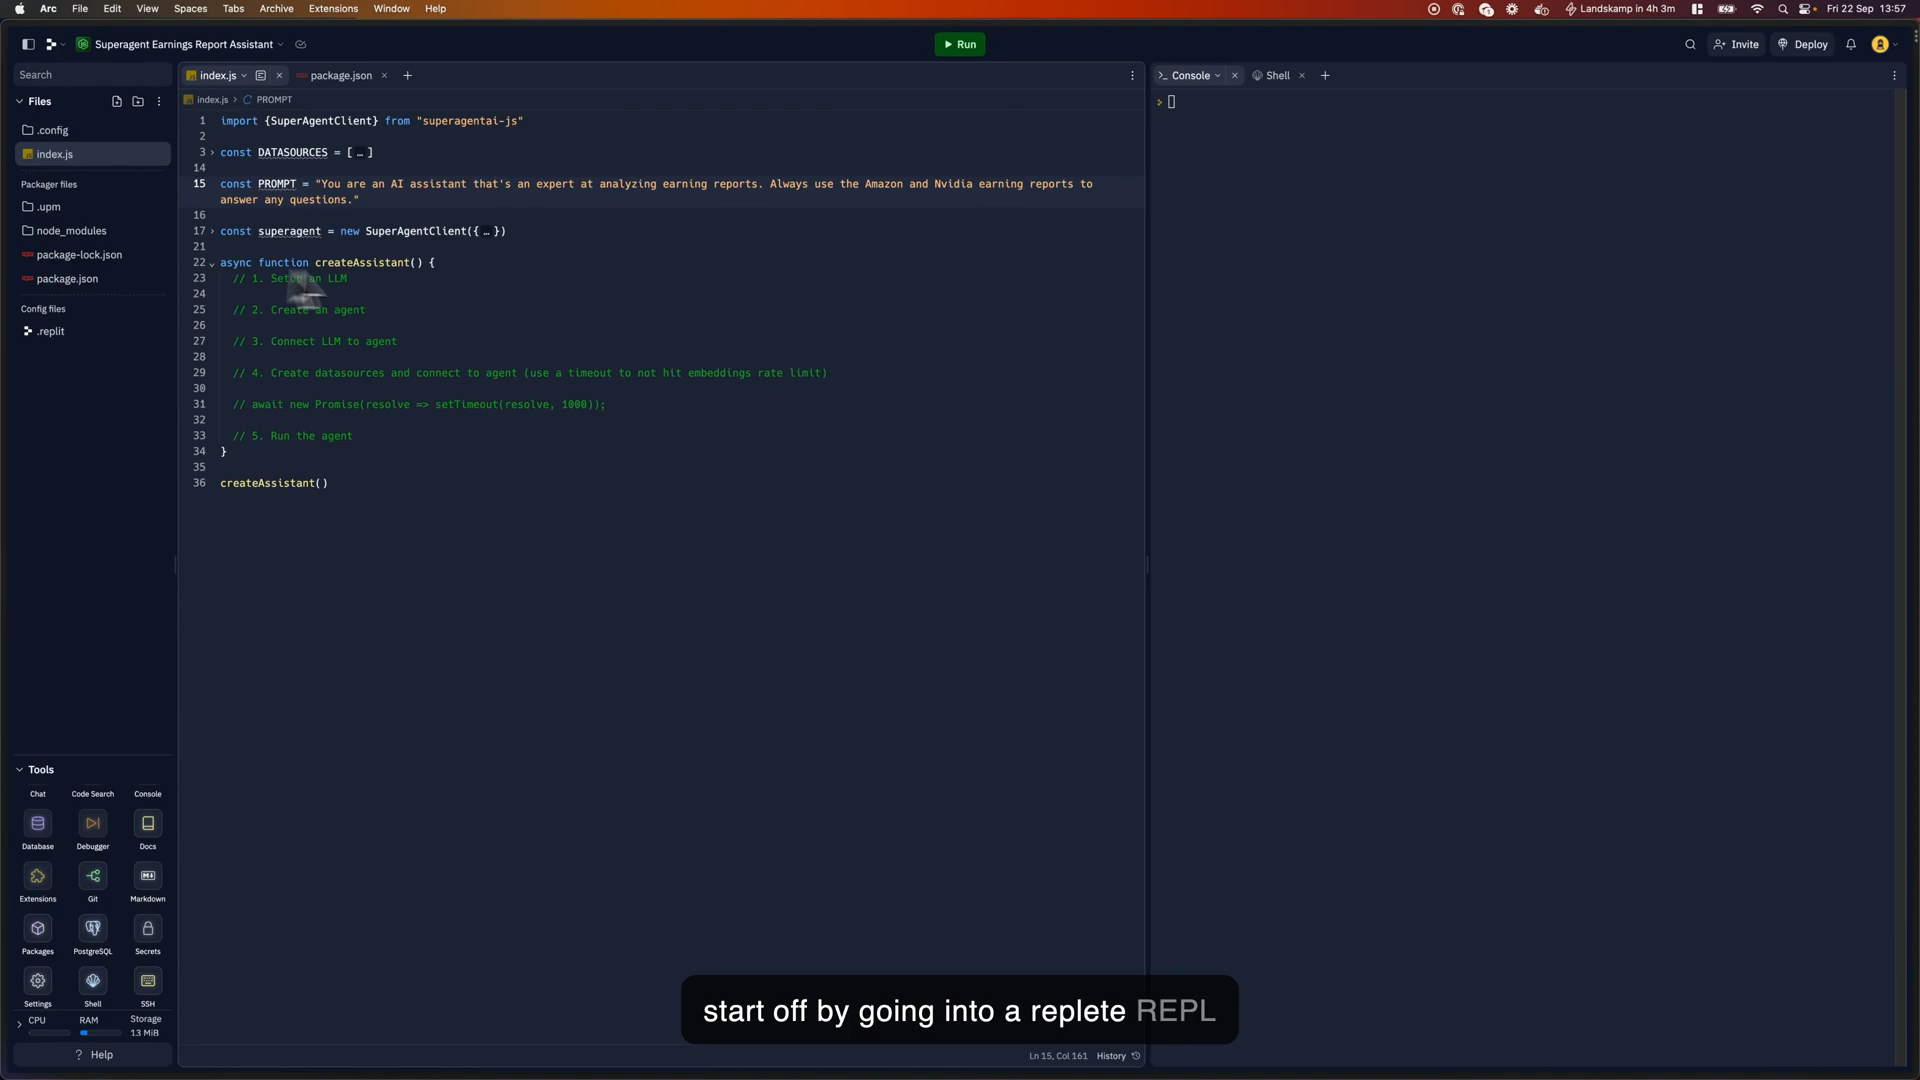 Arc File Edit View Spaces Tabs Archive Extensions Window Help
Landskamp in 4h 3m Fri 22 Sep 13:57
Superagent Earnings Report Assistant
Run
Invite Deploy
Search
Files
.config
index.js
Packager files
.upm
node_modules
package-lock.json
package.json
Config files
.replit
index.js package.json
index.js > PROMPT
1 import {SuperAgentClient} from "superagentai-js"
2
3 const DATASOURCES = [ … ]
14
15 const PROMPT = "You are an AI assistant that's an expert at analyzing earning reports. Always use the Amazon and Nvidia earning reports to
answer any questions."
16
17 const superagent = new SuperAgentClient({ … })
21
22 async function createAssistant() {
23 // 1. Setup an LLM
24
25 // 2. Create an agent
26
27 // 3. Connect LLM to agent
28
29 // 4. Create datasources and connect to agent (use a timeout to not hit embeddings rate limit)
30
31 // await new Promise(resolve => setTimeout(resolve, 1000));
32
33 // 5. Run the agent
34 }
35
36 createAssistant()
Console Shell
Tools
Chat Code Search Console
Database Debugger Docs
Extensions Git Markdown
Packages PostgreSQL Secrets
Settings Shell SSH
CPU RAM Storage
13 MiB
? Help
Ln 15, Col 161 History
start off by going into a replete REPL